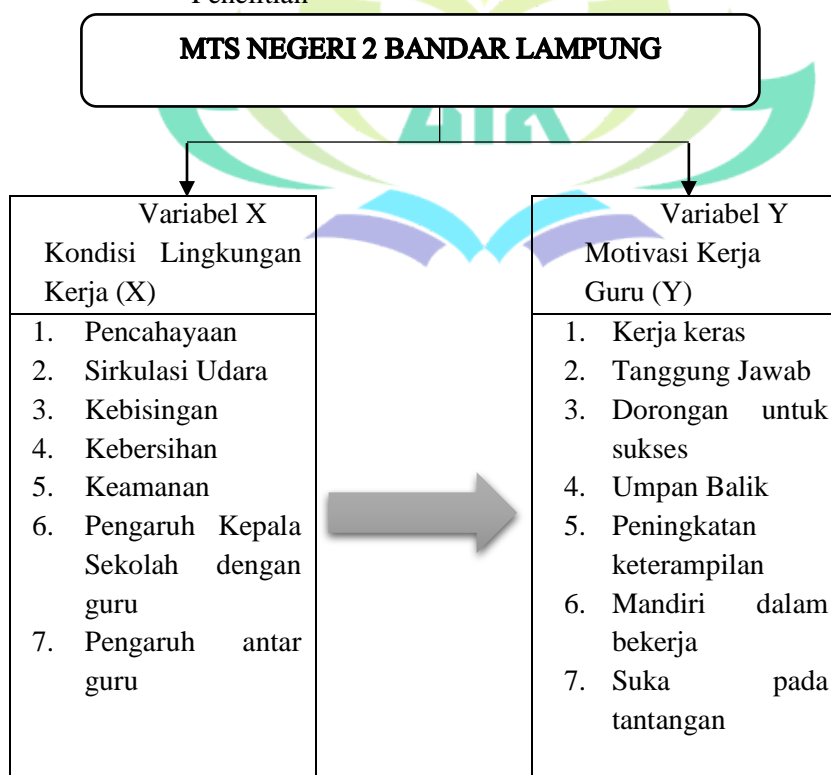 Penelitian
MTS NEGERI 2 BANDAR LAMPUNG
Variabel X
Kondisi Lingkungan
Kerja (X)
1. Pencahayaan
2. Sirkulasi Udara
3. Kebisingan
4. Kebersihan
5. Keamanan
6. Pengaruh Kepala
Sekolah dengan
guru
7. Pengaruh antar
guru
Variabel Y
Motivasi Kerja
Guru (Y)
1. Kerja keras
2. Tanggung Jawab
3. Dorongan untuk
sukses
4. Umpan Balik
5. Peningkatan
keterampilan
6. Mandiri dalam
bekerja
7. Suka pada
tantangan